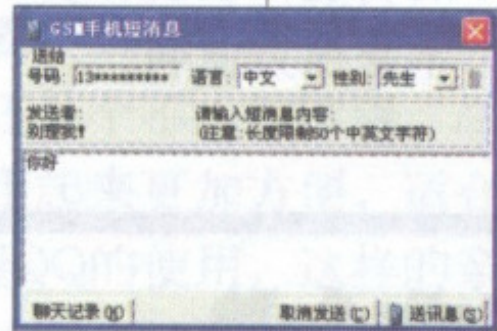 GSM手机短消息
送给
号码: 13********* 语言: 中文 性别: 先生
发送者: 请输入短消息内容:
别理我! (注意:长度限制50个中英文字符)
你好
聊天记录(H) 取消发送(C) 送讯息(S)